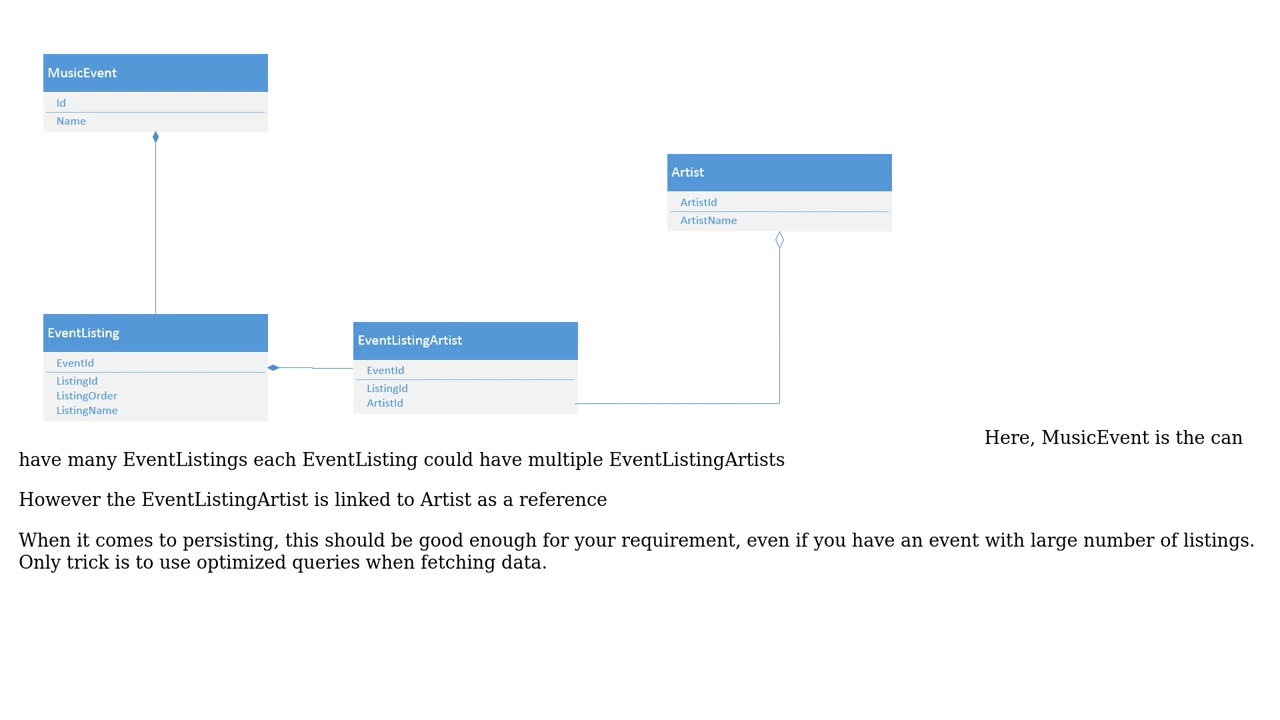 MusicEvent
Id
Name
Artist
ArtistId
ArtistName
EventListing
EventId
ListingId
ListingOrder
ListingName
EventListingArtist
EventId
ListingId
ArtistId
Here, MusicEvent is the can
have many EventListings each EventListing could have multiple EventListingArtists
However the EventListingArtist is linked to Artist as a reference
When it comes to persisting, this should be good enough for your requirement, even if you have an event with large number of listings.
Only trick is to use optimized queries when fetching data.